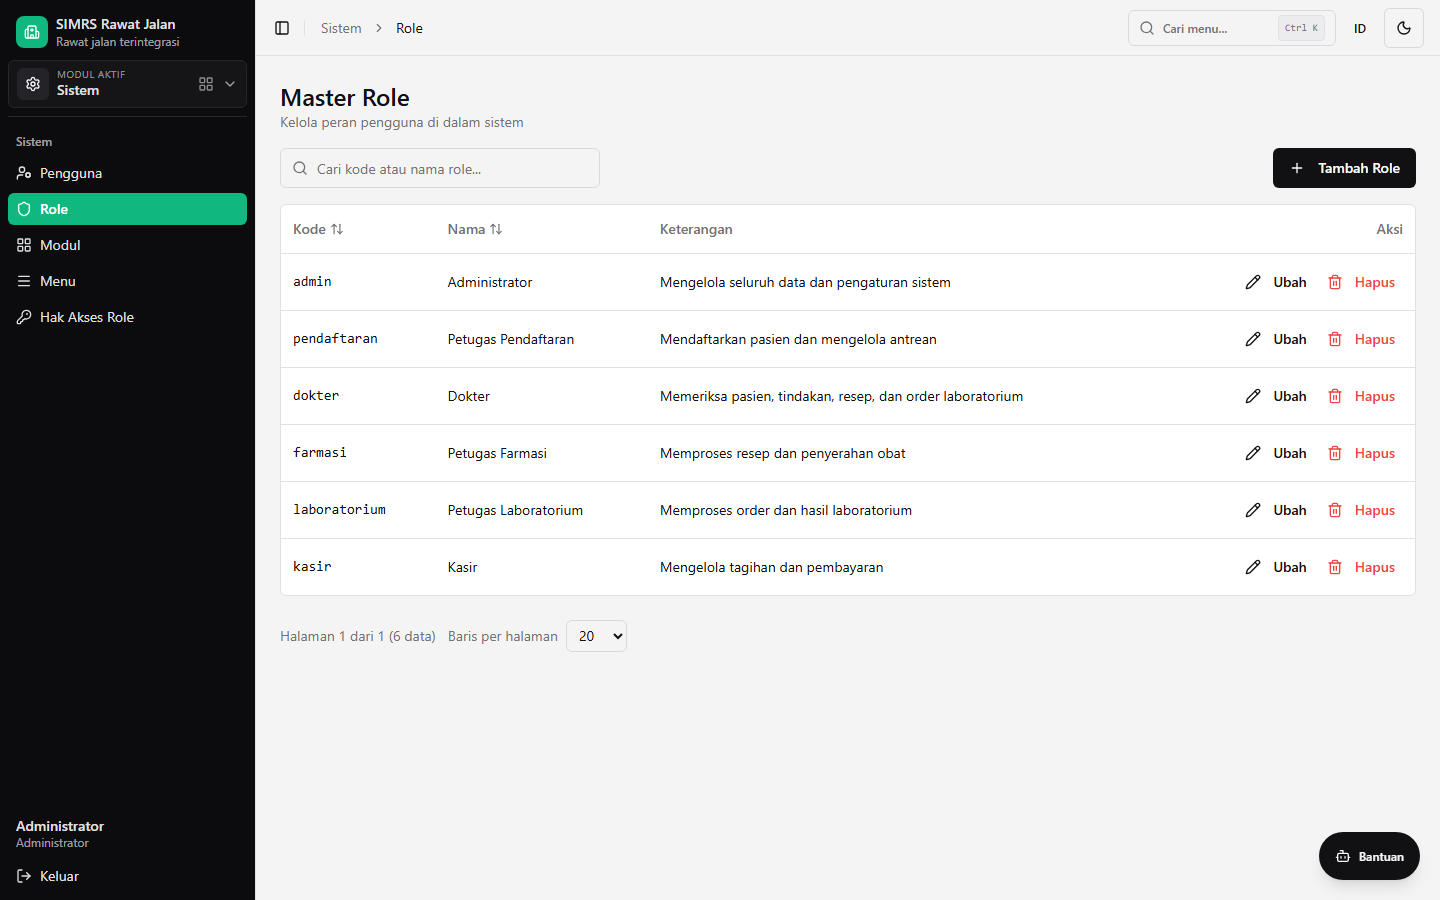 SIMRS Rawat Jalan
Rawat jalan terintegrasi
MODUL AKTIF
Sistem
Sistem
Pengguna
Role
Modul
Menu
Hak Akses Role
Administrator
Administrator
Keluar
Sistem > Role
Cari menu... Ctrl K
ID
Master Role
Kelola peran pengguna di dalam sistem
Cari kode atau nama role...
+ Tambah Role
Kode Nama Keterangan Aksi
admin Administrator Mengelola seluruh data dan pengaturan sistem Ubah Hapus
pendaftaran Petugas Pendaftaran Mendaftarkan pasien dan mengelola antrean Ubah Hapus
dokter Dokter Memeriksa pasien, tindakan, resep, dan order laboratorium Ubah Hapus
farmasi Petugas Farmasi Memproses resep dan penyerahan obat Ubah Hapus
laboratorium Petugas Laboratorium Memproses order dan hasil laboratorium Ubah Hapus
kasir Kasir Mengelola tagihan dan pembayaran Ubah Hapus
Halaman 1 dari 1 (6 data) Baris per halaman 20
Bantuan